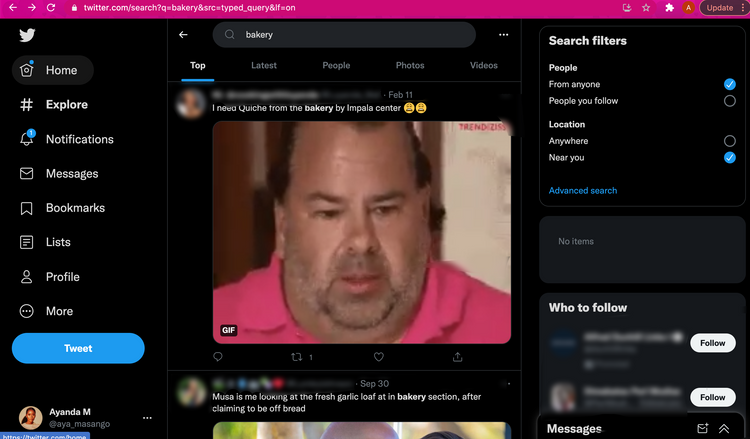 twitter.com/search?q=bakery&src=typed_query&lf=on
A
Update
bakery
Top
Latest
People
Photos
Videos
Home
Explore
1
Notifications
Messages
Bookmarks
Lists
Profile
More
Tweet
Ayanda M
@aya_masango
https://twitter.com/home
· Feb 11
I need Quiche from the bakery by Impala center 😩😩
GIF
1
· Sep 30
Musa is me looking at the fresh garlic loaf at in bakery section, after
claiming to be off bread
Search filters
People
From anyone
People you follow
Location
Anywhere
Near you
Advanced search
No items
Who to follow
Follow
Follow
Messages